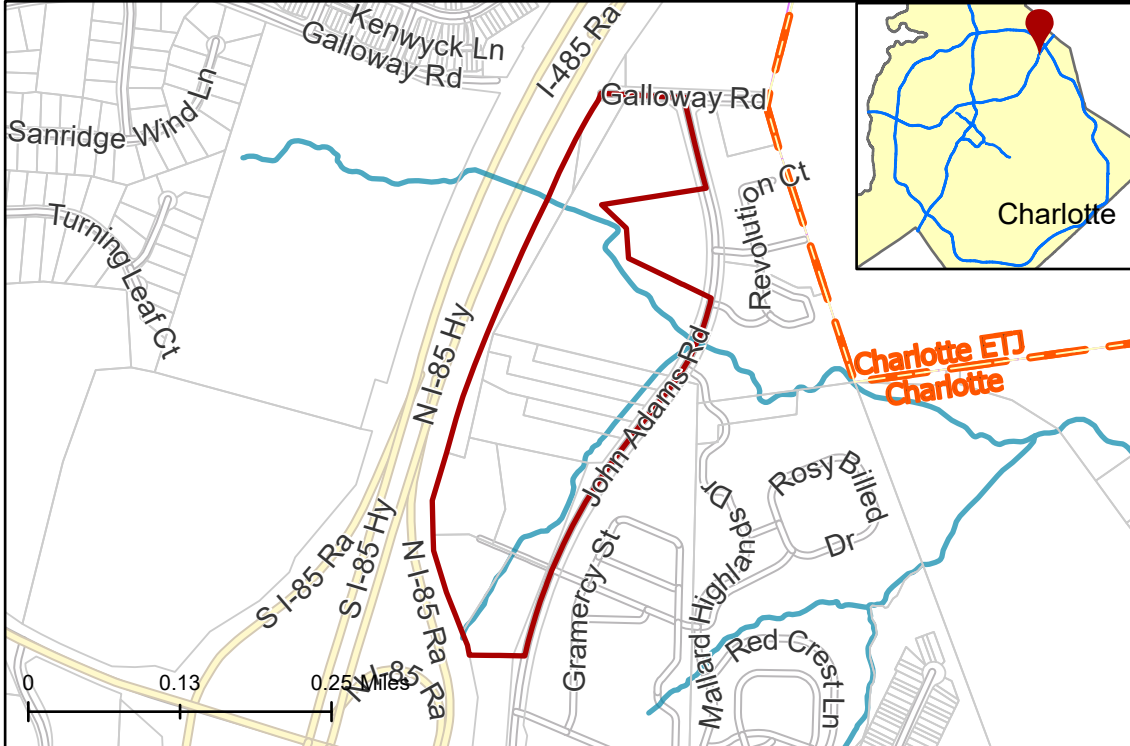 Kenwyck Ln
Galloway Rd
I-485 Ra
Galloway Rd
Sanridge Wind Ln
Charlotte
Revolution Ct
Turning Leaf Ct
N I-85 Hy
Charlotte ETJ
Charlotte
John Adams Rd
Rosy Billed
Dr
Mallard Highlands Dr
S I-85 Ra
S I-85 Hy
N I-85 Ra
Gramercy St
Red Crest Ln
N I-85 Ra
0 0.13 0.25 Miles